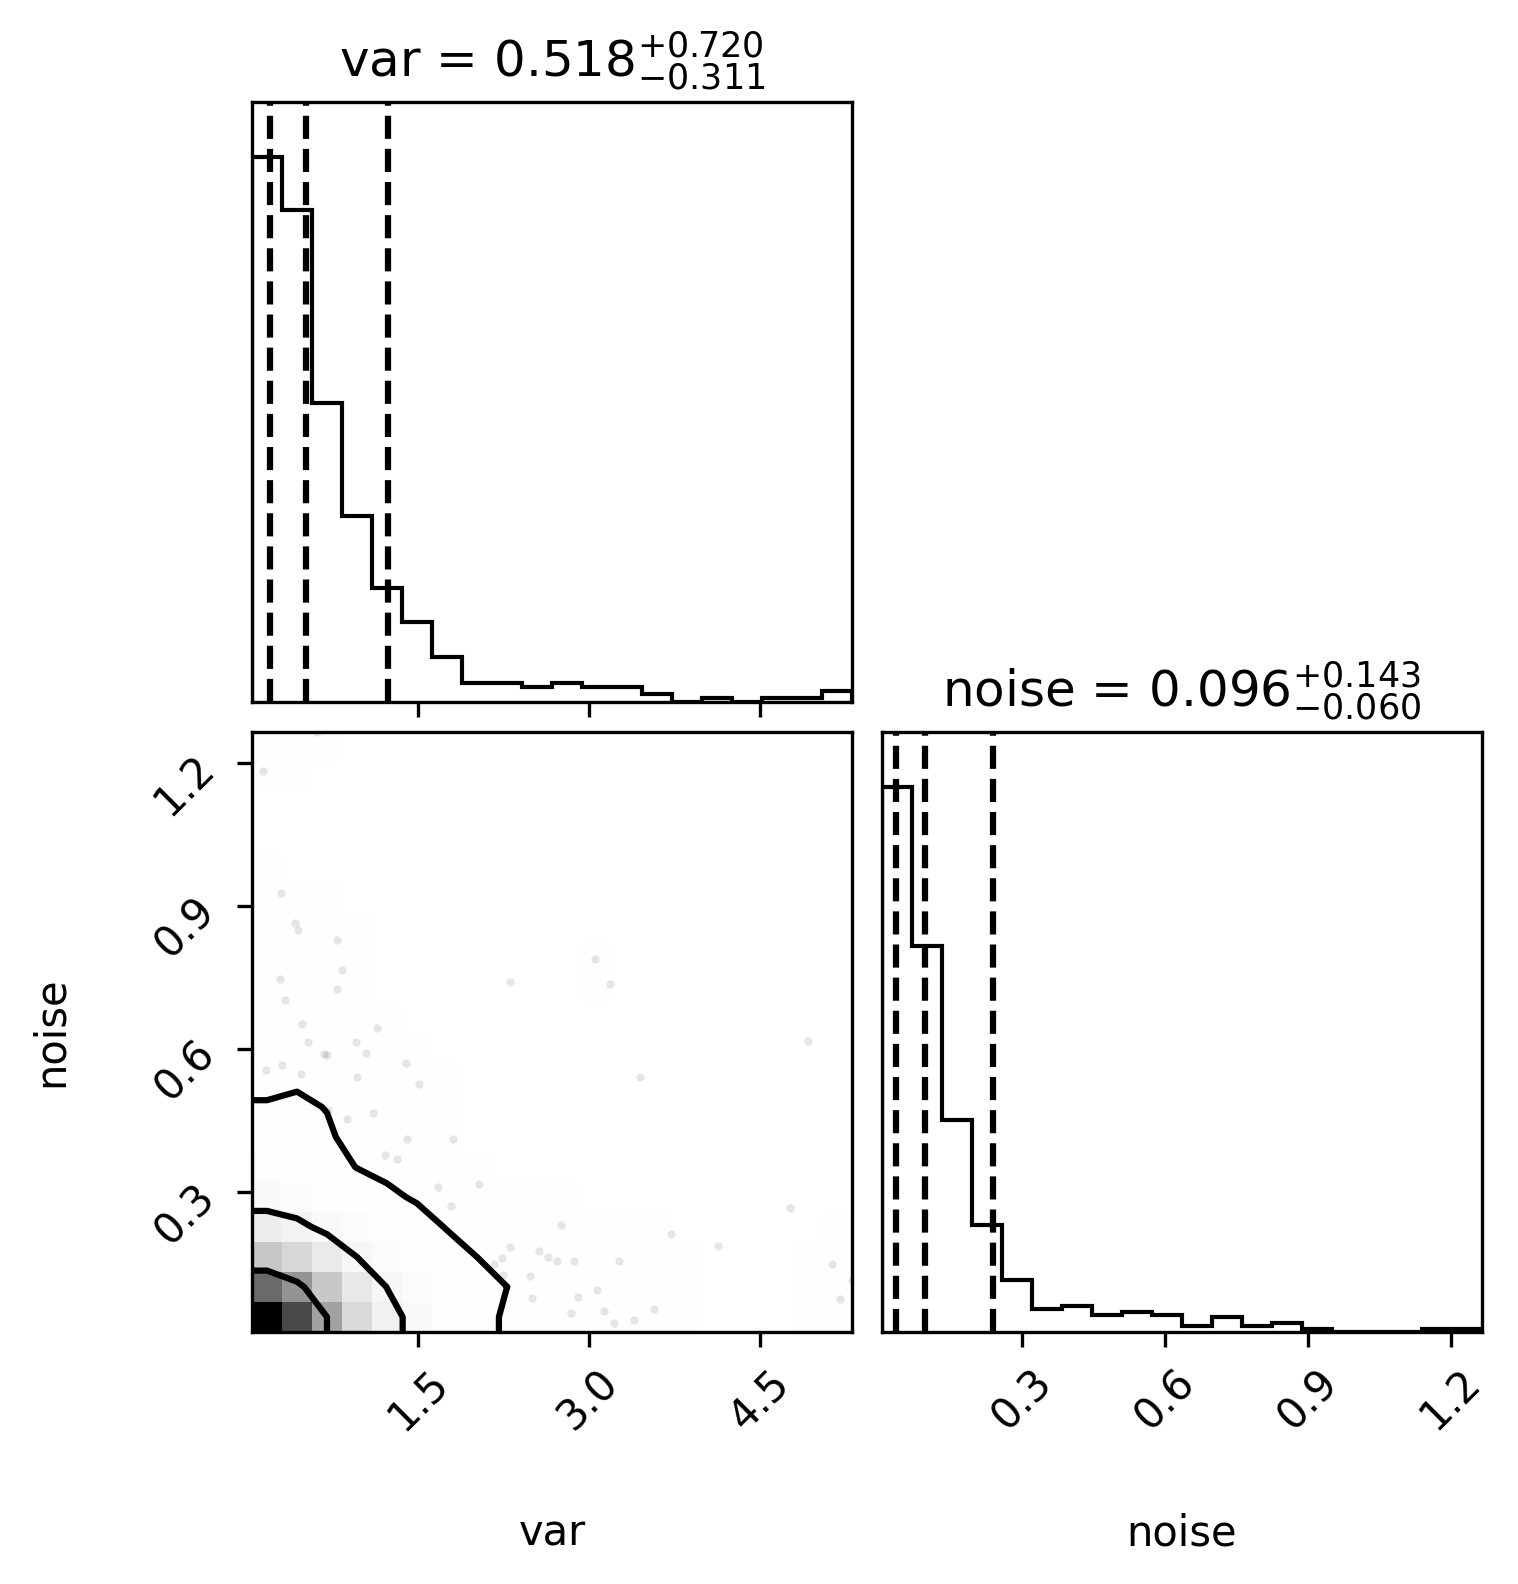 var = 0.518+0.720−0.311
noise = 0.096+0.143−0.060
1.2
0.9
0.6
0.3
noise
1.5 3.0 4.5
0.3 0.6 0.9 1.2
var
noise